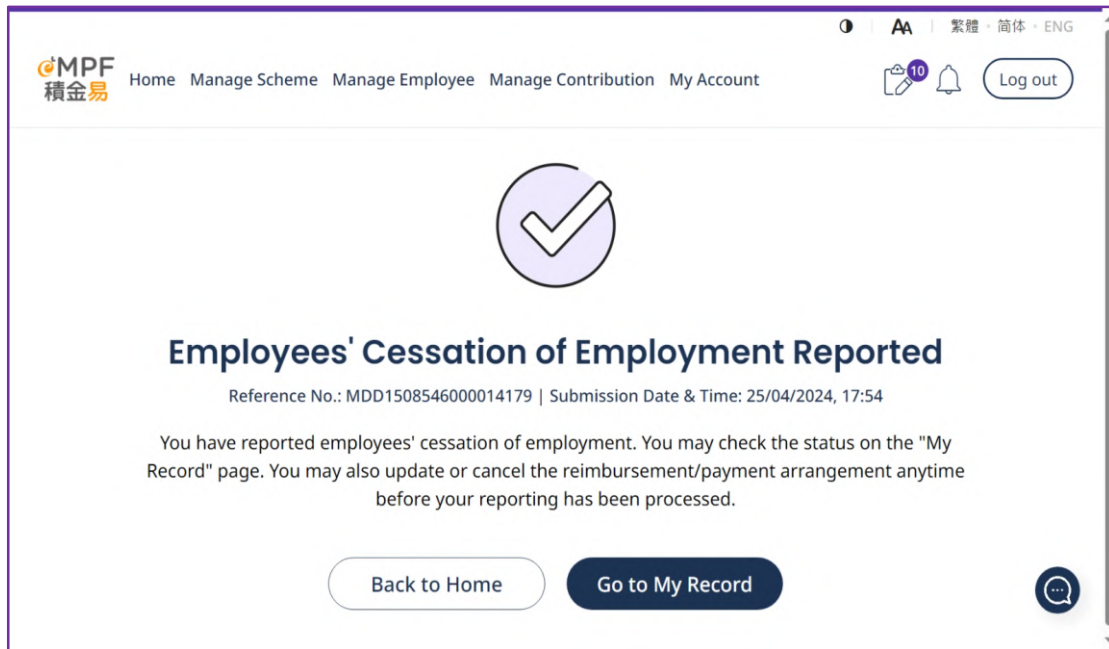 AA 繁體 · 简体 · ENG
eMPF
積金易
Home Manage Scheme Manage Employee Manage Contribution My Account
10
Log out
Employees' Cessation of Employment Reported
Reference No.: MDD1508546000014179 | Submission Date & Time: 25/04/2024, 17:54
You have reported employees' cessation of employment. You may check the status on the "My
Record" page. You may also update or cancel the reimbursement/payment arrangement anytime
before your reporting has been processed.
Back to Home
Go to My Record